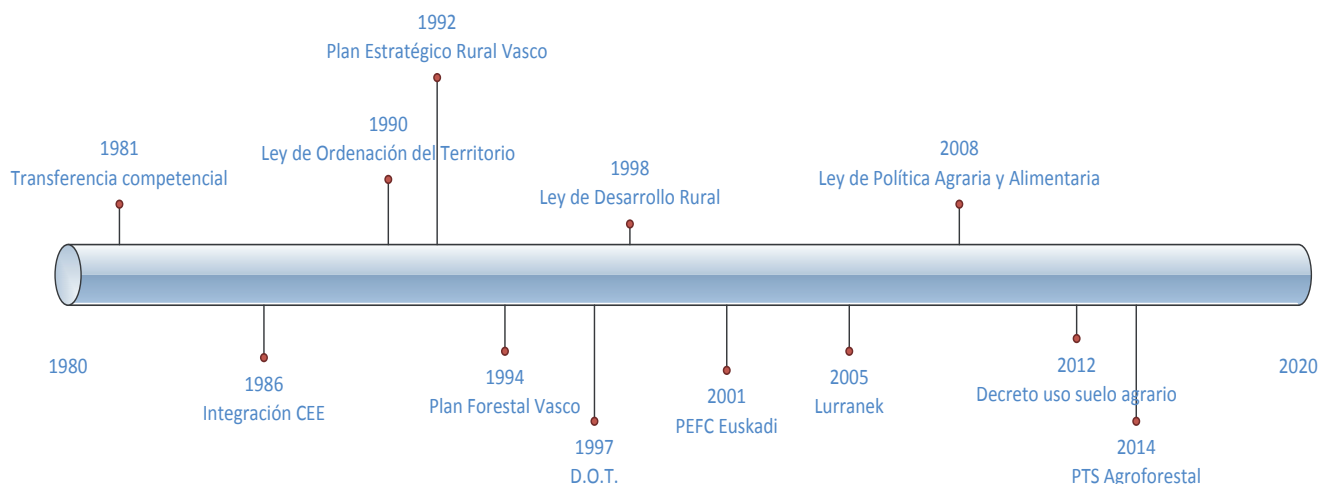 1992
Plan Estratégico Rural Vasco
1990
Ley de Ordenación del Territorio
1981
Transferencia competencial
1998
Ley de Desarrollo Rural
2008
Ley de Política Agraria y Alimentaria
1980
2020
1986
Integración CEE
1994
Plan Forestal Vasco
1997
D.O.T.
2001
PEFC Euskadi
2005
Lurranek
2012
Decreto uso suelo agrario
2014
PTS Agroforestal